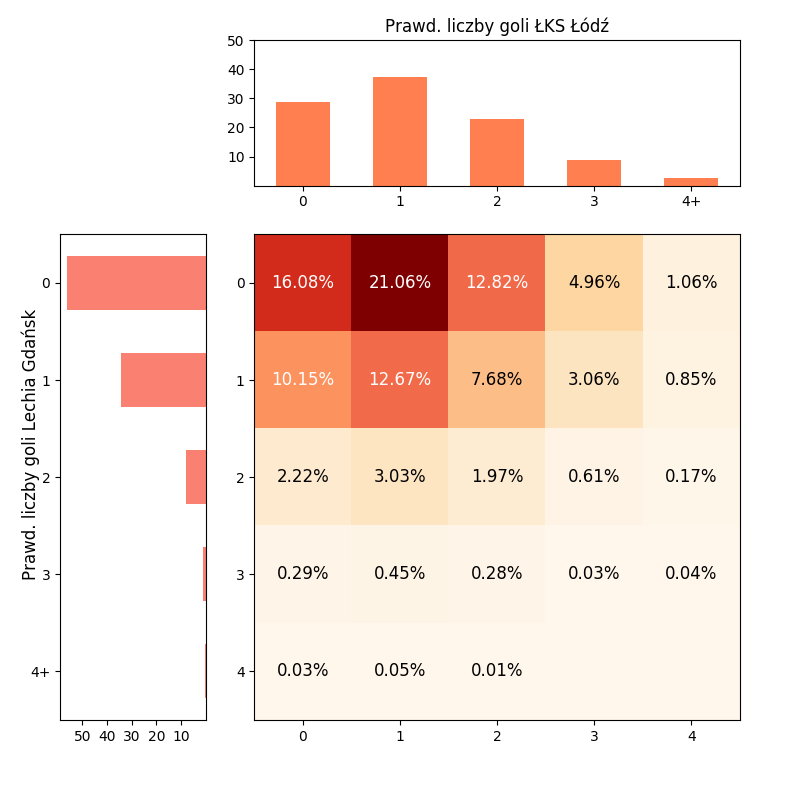 Prawd. liczby goli ŁKS Łódź
50
40
30
20
10
0 1 2 3 4+
Prawd. liczby goli Lechia Gdańsk
0
1
2
3
4+
50 40 30 20 10
0 16.08% 21.06% 12.82% 4.96% 1.06%
1 10.15% 12.67% 7.68% 3.06% 0.85%
2 2.22% 3.03% 1.97% 0.61% 0.17%
3 0.29% 0.45% 0.28% 0.03% 0.04%
4 0.03% 0.05% 0.01%
0 1 2 3 4